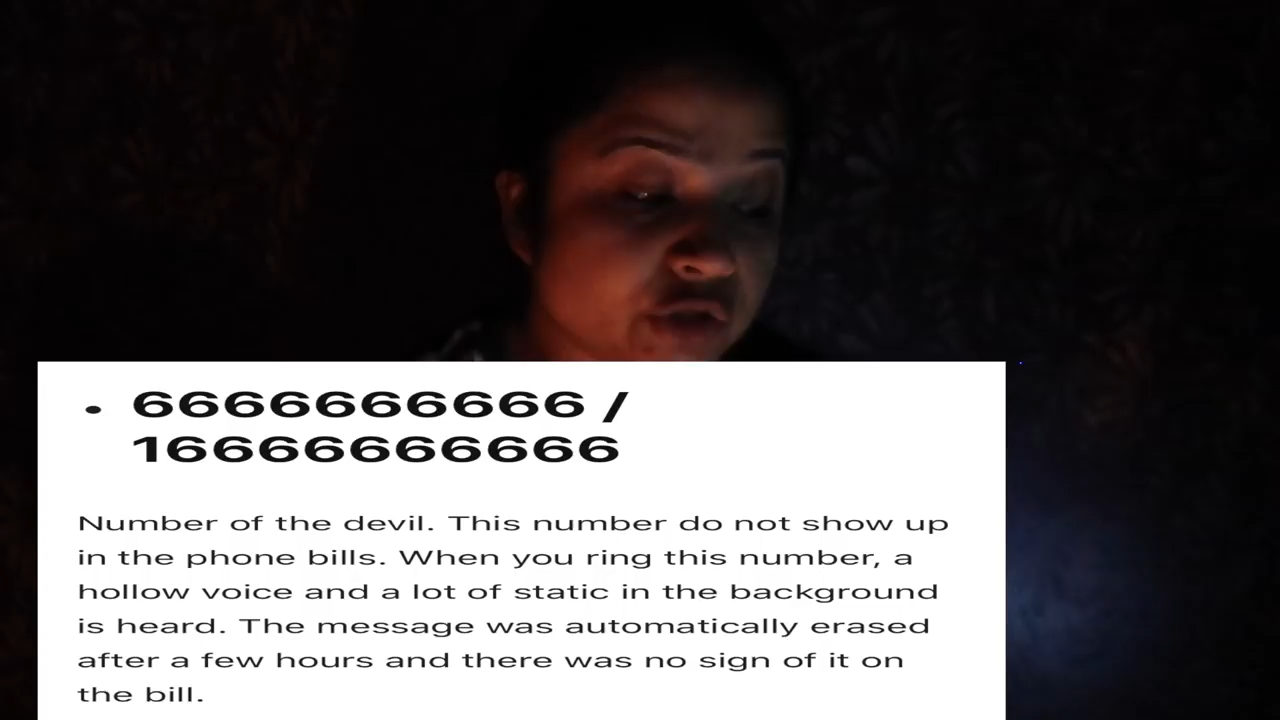 • 6666666666 /
16666666666
Number of the devil. This number do not show up
in the phone bills. When you ring this number, a
hollow voice and a lot of static in the background
is heard. The message was automatically erased
after a few hours and there was no sign of it on
the bill.